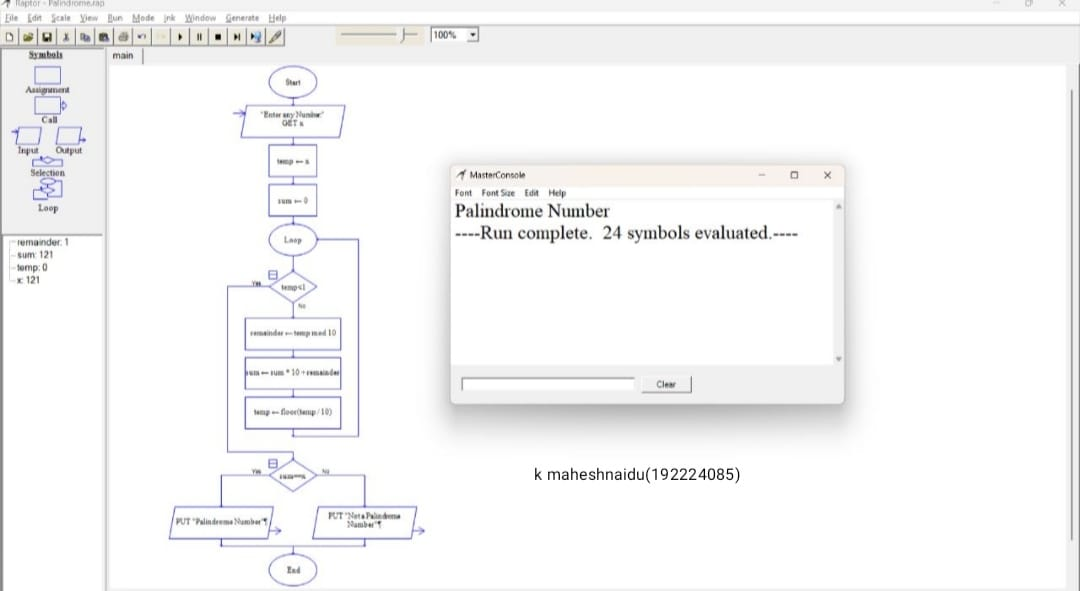 Raptor - Palindrome.rap
File Edit Scale View Run Mode Ink Window Generate Help
100%
Symbols
Assignment
Call
Input Output
Selection
Loop
remainder: 1
sum: 121
temp: 0
x: 121
main
Start
"Enter any Number"
GET x
temp ← x
sum ← 0
Loop
Yes
temp<1
No
remainder ← temp mod 10
sum ← sum * 10 + remainder
temp ← floor(temp / 10)
Yes
sum==x
No
PUT "Palindrome Number"¶
PUT "Not a Palindrome
Number"¶
End
MasterConsole
Font Font Size Edit Help
Palindrome Number
----Run complete. 24 symbols evaluated.----
Clear
k maheshnaidu(192224085)